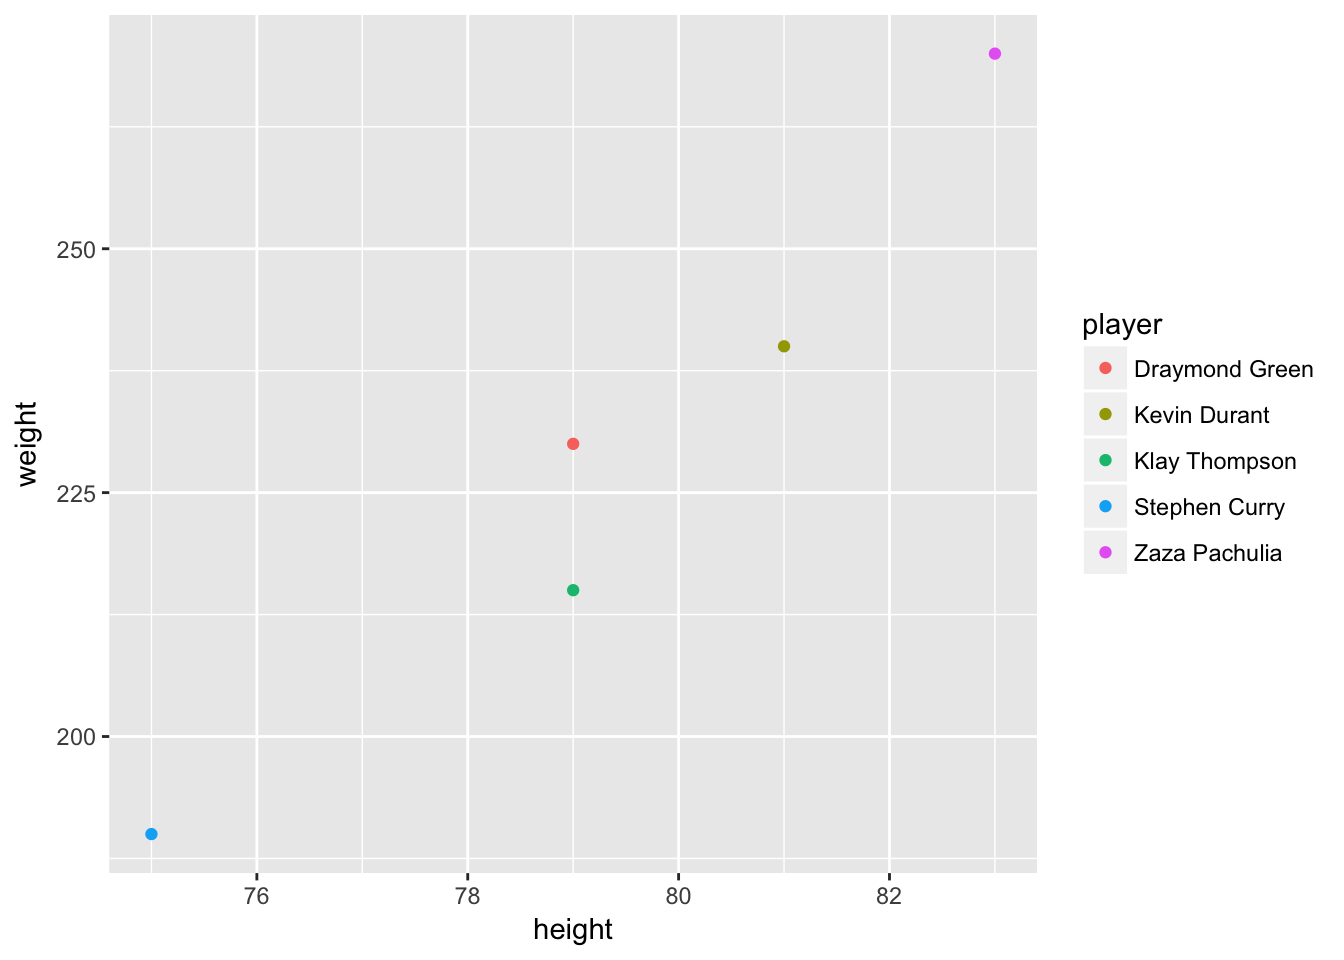 250
225
200
weight
76 78 80 82
height
player
Draymond Green
Kevin Durant
Klay Thompson
Stephen Curry
Zaza Pachulia